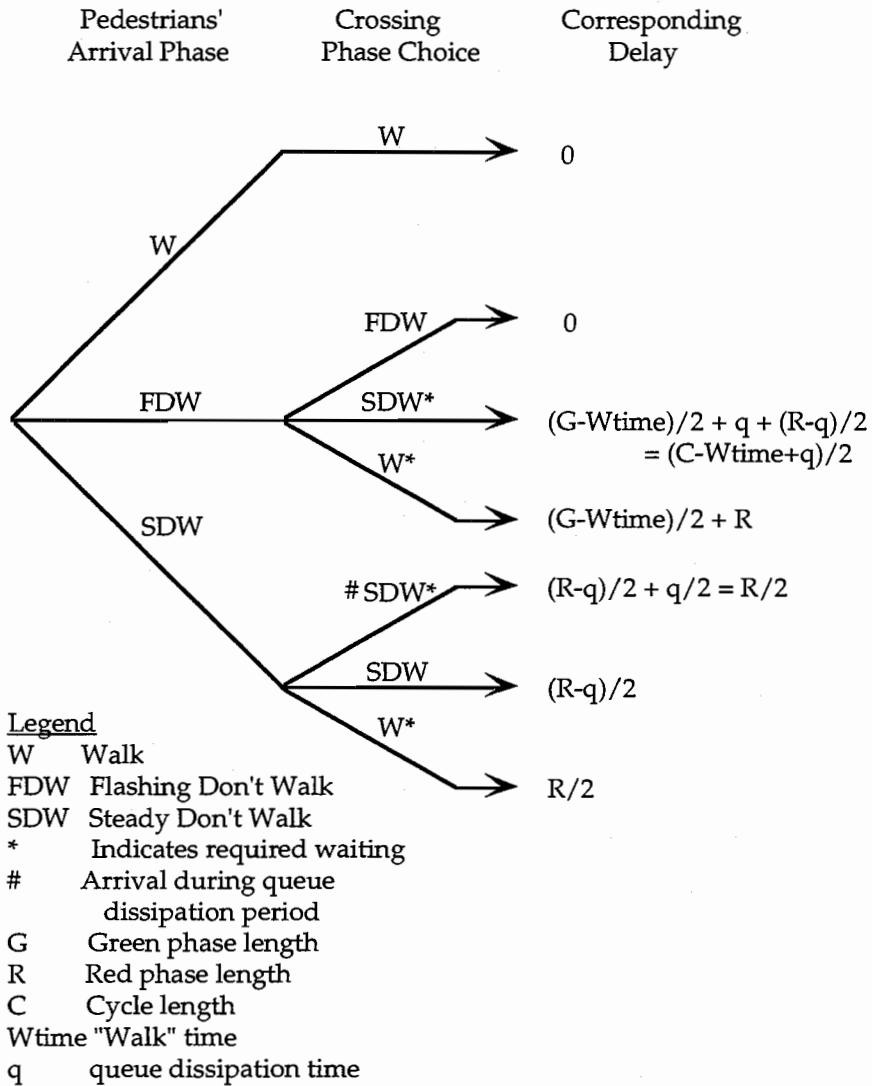 Pedestrians' Crossing Corresponding
Arrival Phase Phase Choice Delay
W
0
W
FDW
0
FDW
SDW*
(G-Wtime)/2 + q + (R-q)/2
= (C-Wtime+q)/2
W*
(G-Wtime)/2 + R
SDW
# SDW*
(R-q)/2 + q/2 = R/2
SDW
(R-q)/2
W*
R/2
Legend
W Walk
FDW Flashing Don't Walk
SDW Steady Don't Walk
* Indicates required waiting
# Arrival during queue
dissipation period
G Green phase length
R Red phase length
C Cycle length
Wtime "Walk" time
q queue dissipation time